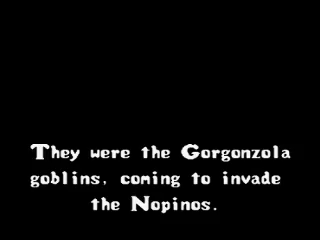 They were the Gorgonzola
goblins, coming to invade
the Nopinos.